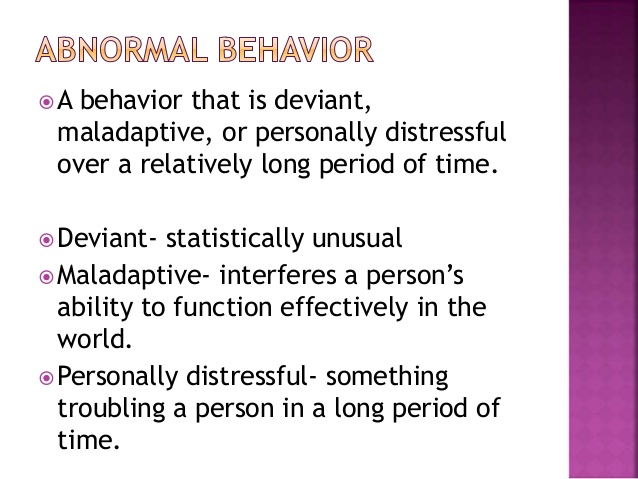 ABNORMAL BEHAVIOR
A behavior that is deviant,
maladaptive, or personally distressful
over a relatively long period of time.
Deviant- statistically unusual
Maladaptive- interferes a person’s
ability to function effectively in the
world.
Personally distressful- something
troubling a person in a long period of
time.